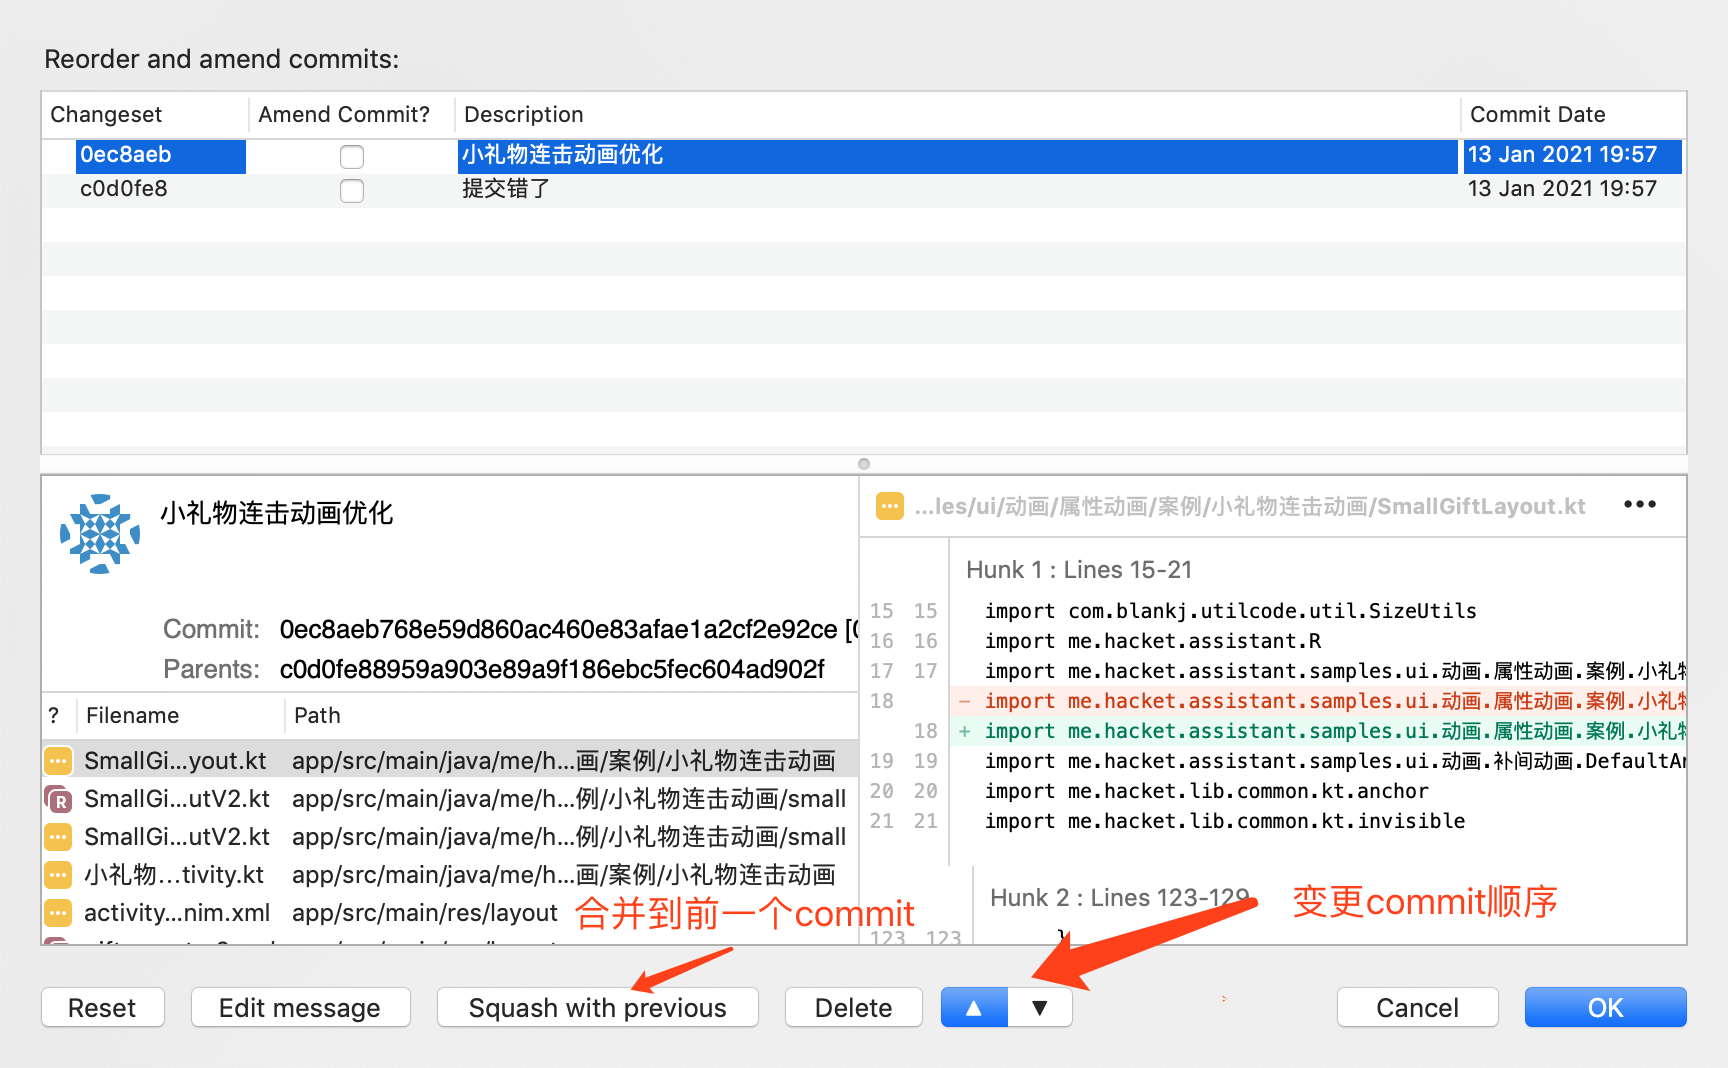 Reorder and amend commits:
Changeset Amend Commit? Description Commit Date
0ec8aeb 小礼物连击动画优化 13 Jan 2021 19:57
c0d0fe8 提交错了 13 Jan 2021 19:57
小礼物连击动画优化
Commit: 0ec8aeb768e59d860ac460e83afae1a2cf2e92ce [
Parents: c0d0fe88959a903e89a9f186ebc5fec604ad902f
? Filename Path
SmallGi...yout.kt app/src/main/java/me/h...画/案例/小礼物连击动画
R SmallGi...utV2.kt app/src/main/java/me/h...例/小礼物连击动画/small
SmallGi...utV2.kt app/src/main/java/me/h...例/小礼物连击动画/small
小礼物...tivity.kt app/src/main/java/me/h...画/案例/小礼物连击动画
activity...nim.xml app/src/main/res/layout
合并到前一个commit
...les/ui/动画/属性动画/案例/小礼物连击动画/SmallGiftLayout.kt •••
Hunk 1 : Lines 15-21
15 15 import com.blankj.utilcode.util.SizeUtils
16 16 import me.hacket.assistant.R
17 17 import me.hacket.assistant.samples.ui.动画.属性动画.案例.小礼物
18 - import me.hacket.assistant.samples.ui.动画.属性动画.案例.小礼物
18 + import me.hacket.assistant.samples.ui.动画.属性动画.案例.小礼物
19 19 import me.hacket.assistant.samples.ui.动画.补间动画.DefaultAn
20 20 import me.hacket.lib.common.kt.anchor
21 21 import me.hacket.lib.common.kt.invisible
Hunk 2 : Lines 123-129
变更commit顺序
123 123 }
Reset Edit message Squash with previous Delete ▲ ▼ Cancel OK